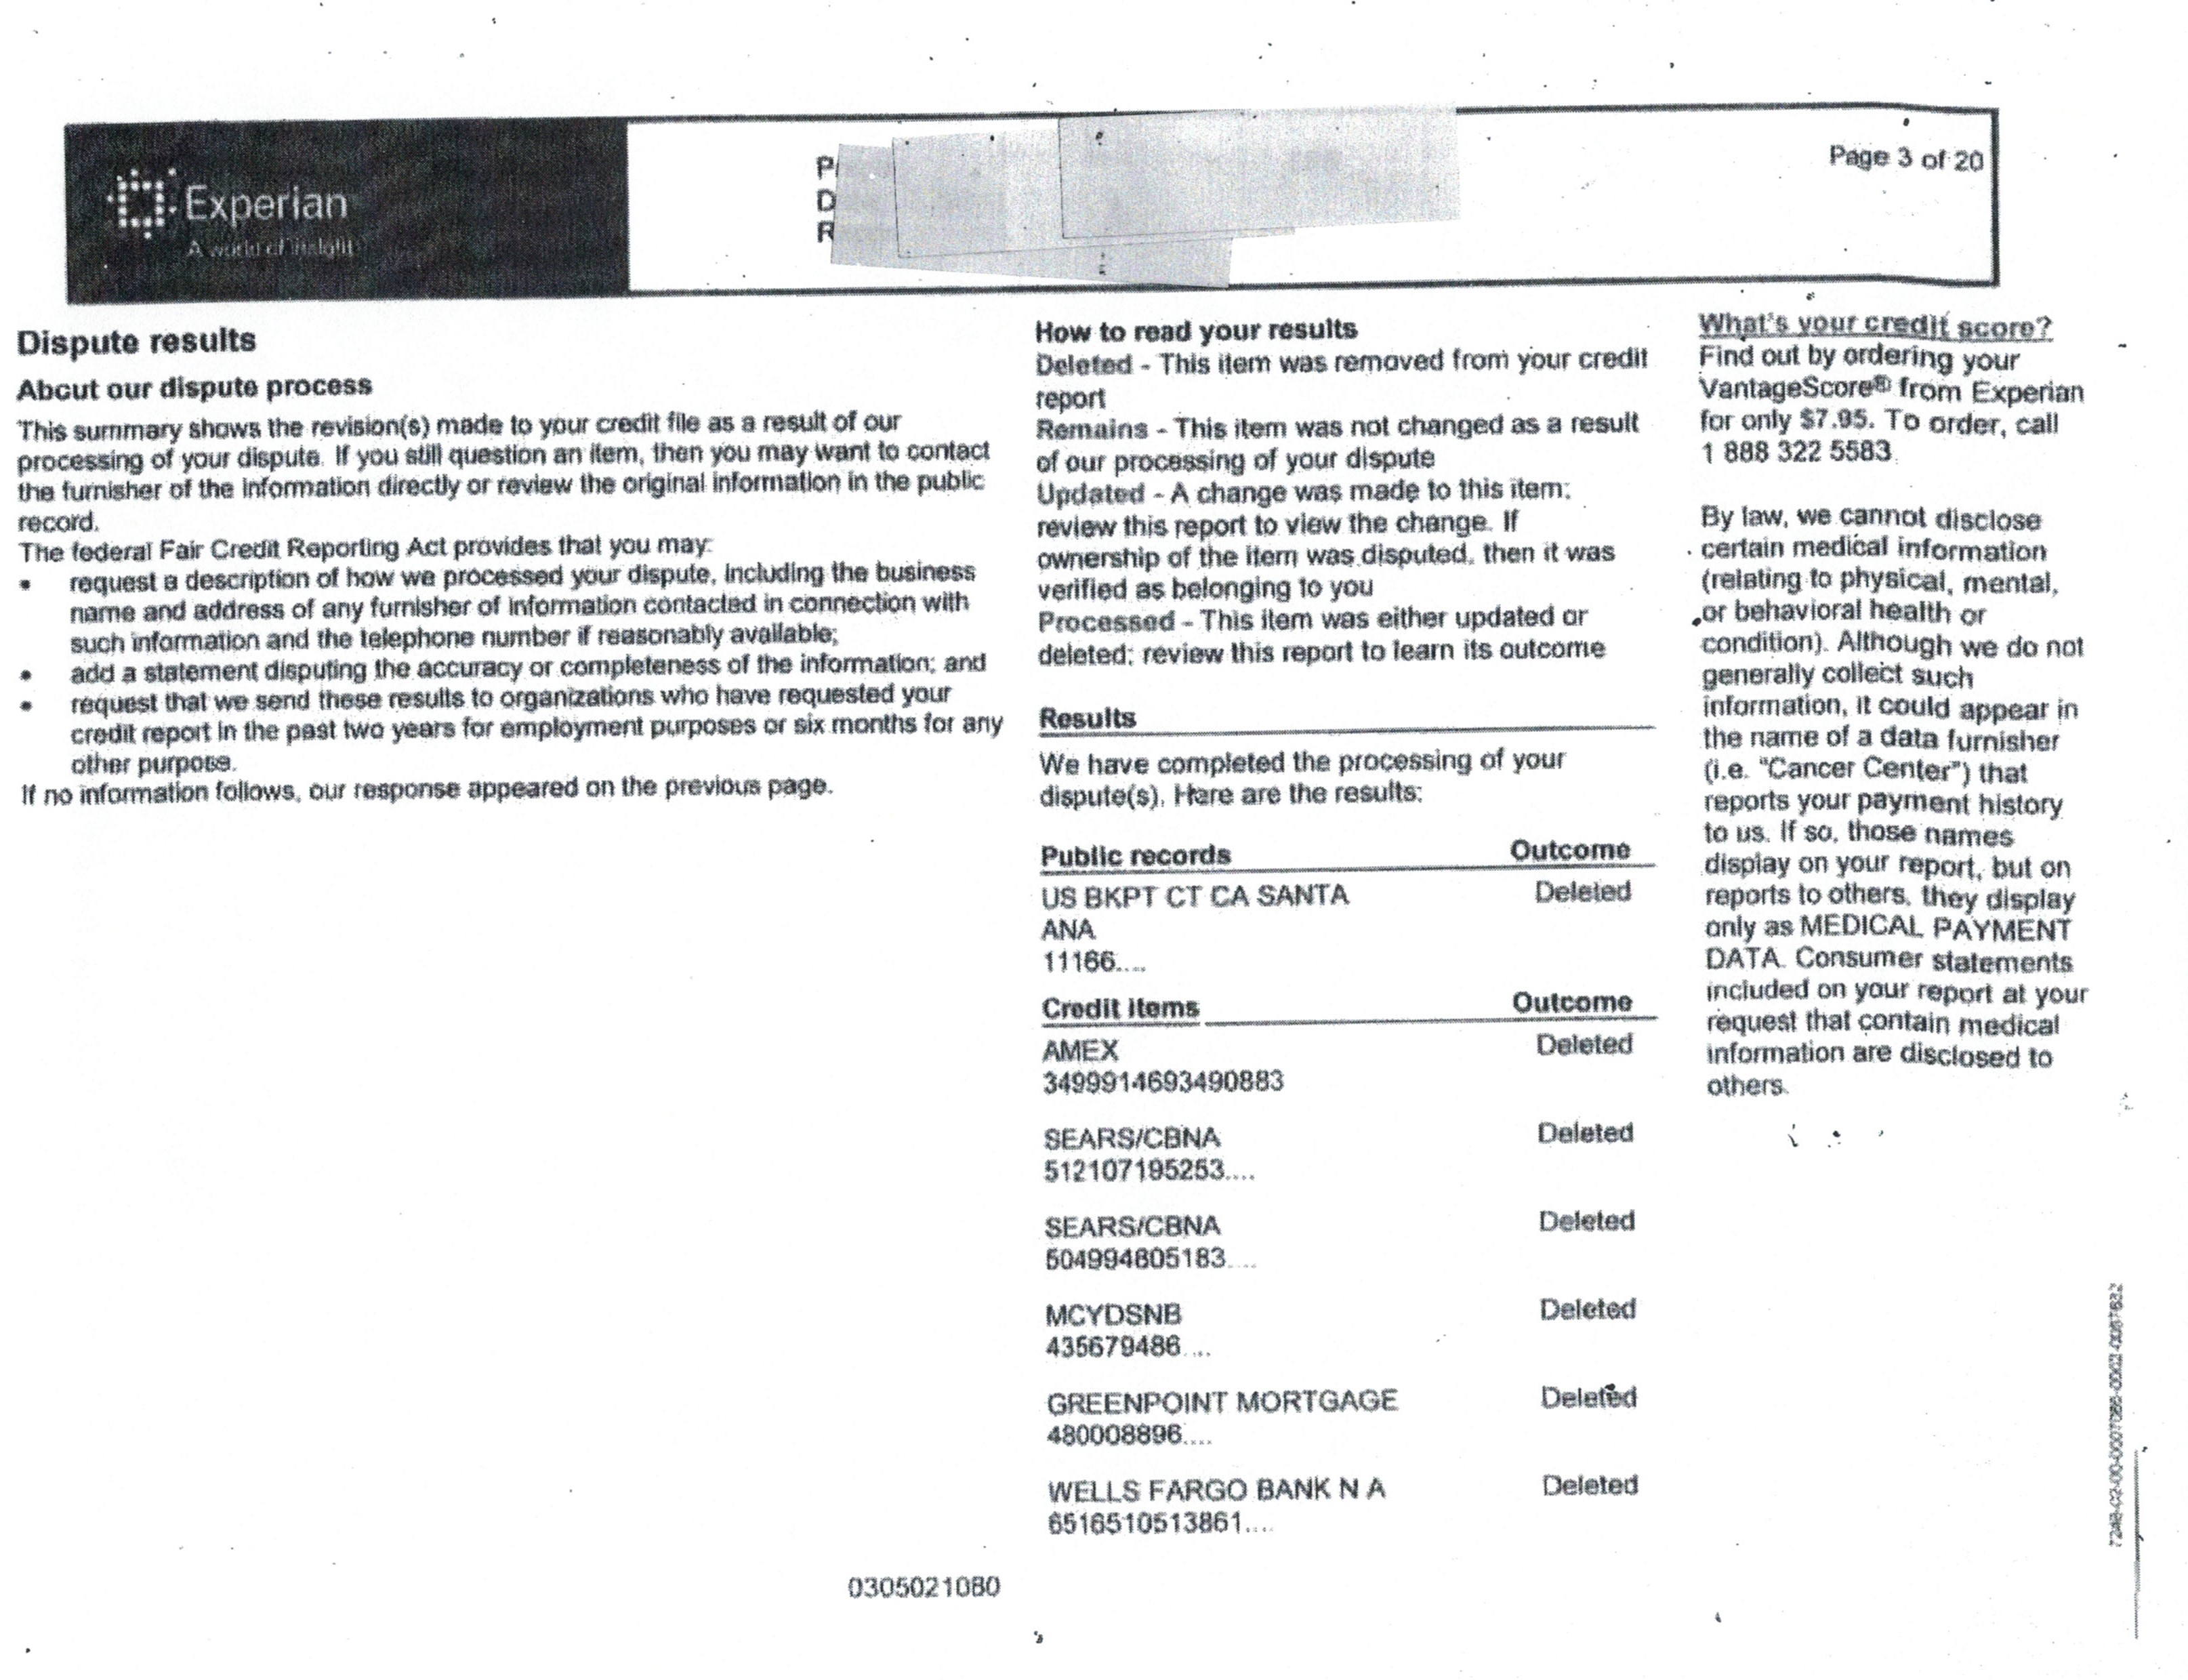 Experian
A world of insight
P
D
R
Page 3 of 20
Dispute results
About our dispute process
This summary shows the revision(s) made to your credit file as a result of our
processing of your dispute. If you still question an item, then you may want to contact
the furnisher of the information directly or review the original information in the public
record.
The federal Fair Credit Reporting Act provides that you may:
• request a description of how we processed your dispute, including the business
name and address of any furnisher of information contacted in connection with
such information and the telephone number if reasonably available;
• add a statement disputing the accuracy or completeness of the information; and
• request that we send these results to organizations who have requested your
credit report in the past two years for employment purposes or six months for any
other purpose.
If no information follows, our response appeared on the previous page.
How to read your results
Deleted - This item was removed from your credit
report
Remains - This item was not changed as a result
of our processing of your dispute
Updated - A change was made to this item;
review this report to view the change. If
ownership of the item was disputed, then it was
verified as belonging to you
Processed - This item was either updated or
deleted; review this report to learn its outcome
Results
We have completed the processing of your
dispute(s). Here are the results:
Public records Outcome
US BKPT CT CA SANTA Deleted
ANA
11166....
Credit items Outcome
AMEX Deleted
3499914693490883
SEARS/CBNA Deleted
512107195253....
SEARS/CBNA Deleted
504994805183....
MCYDSNB Deleted
435679486....
GREENPOINT MORTGAGE Deleted
480008896....
WELLS FARGO BANK N A Deleted
6516510513861....
What's your credit score?
Find out by ordering your
VantageScore® from Experian
for only $7.95. To order, call
1 888 322 5583
By law, we cannot disclose
certain medical information
(relating to physical, mental,
or behavioral health or
condition). Although we do not
generally collect such
information, it could appear in
the name of a data furnisher
(i.e. "Cancer Center") that
reports your payment history
to us. If so, those names
display on your report, but on
reports to others, they display
only as MEDICAL PAYMENT
DATA. Consumer statements
included on your report at your
request that contain medical
information are disclosed to
others.
0305021080